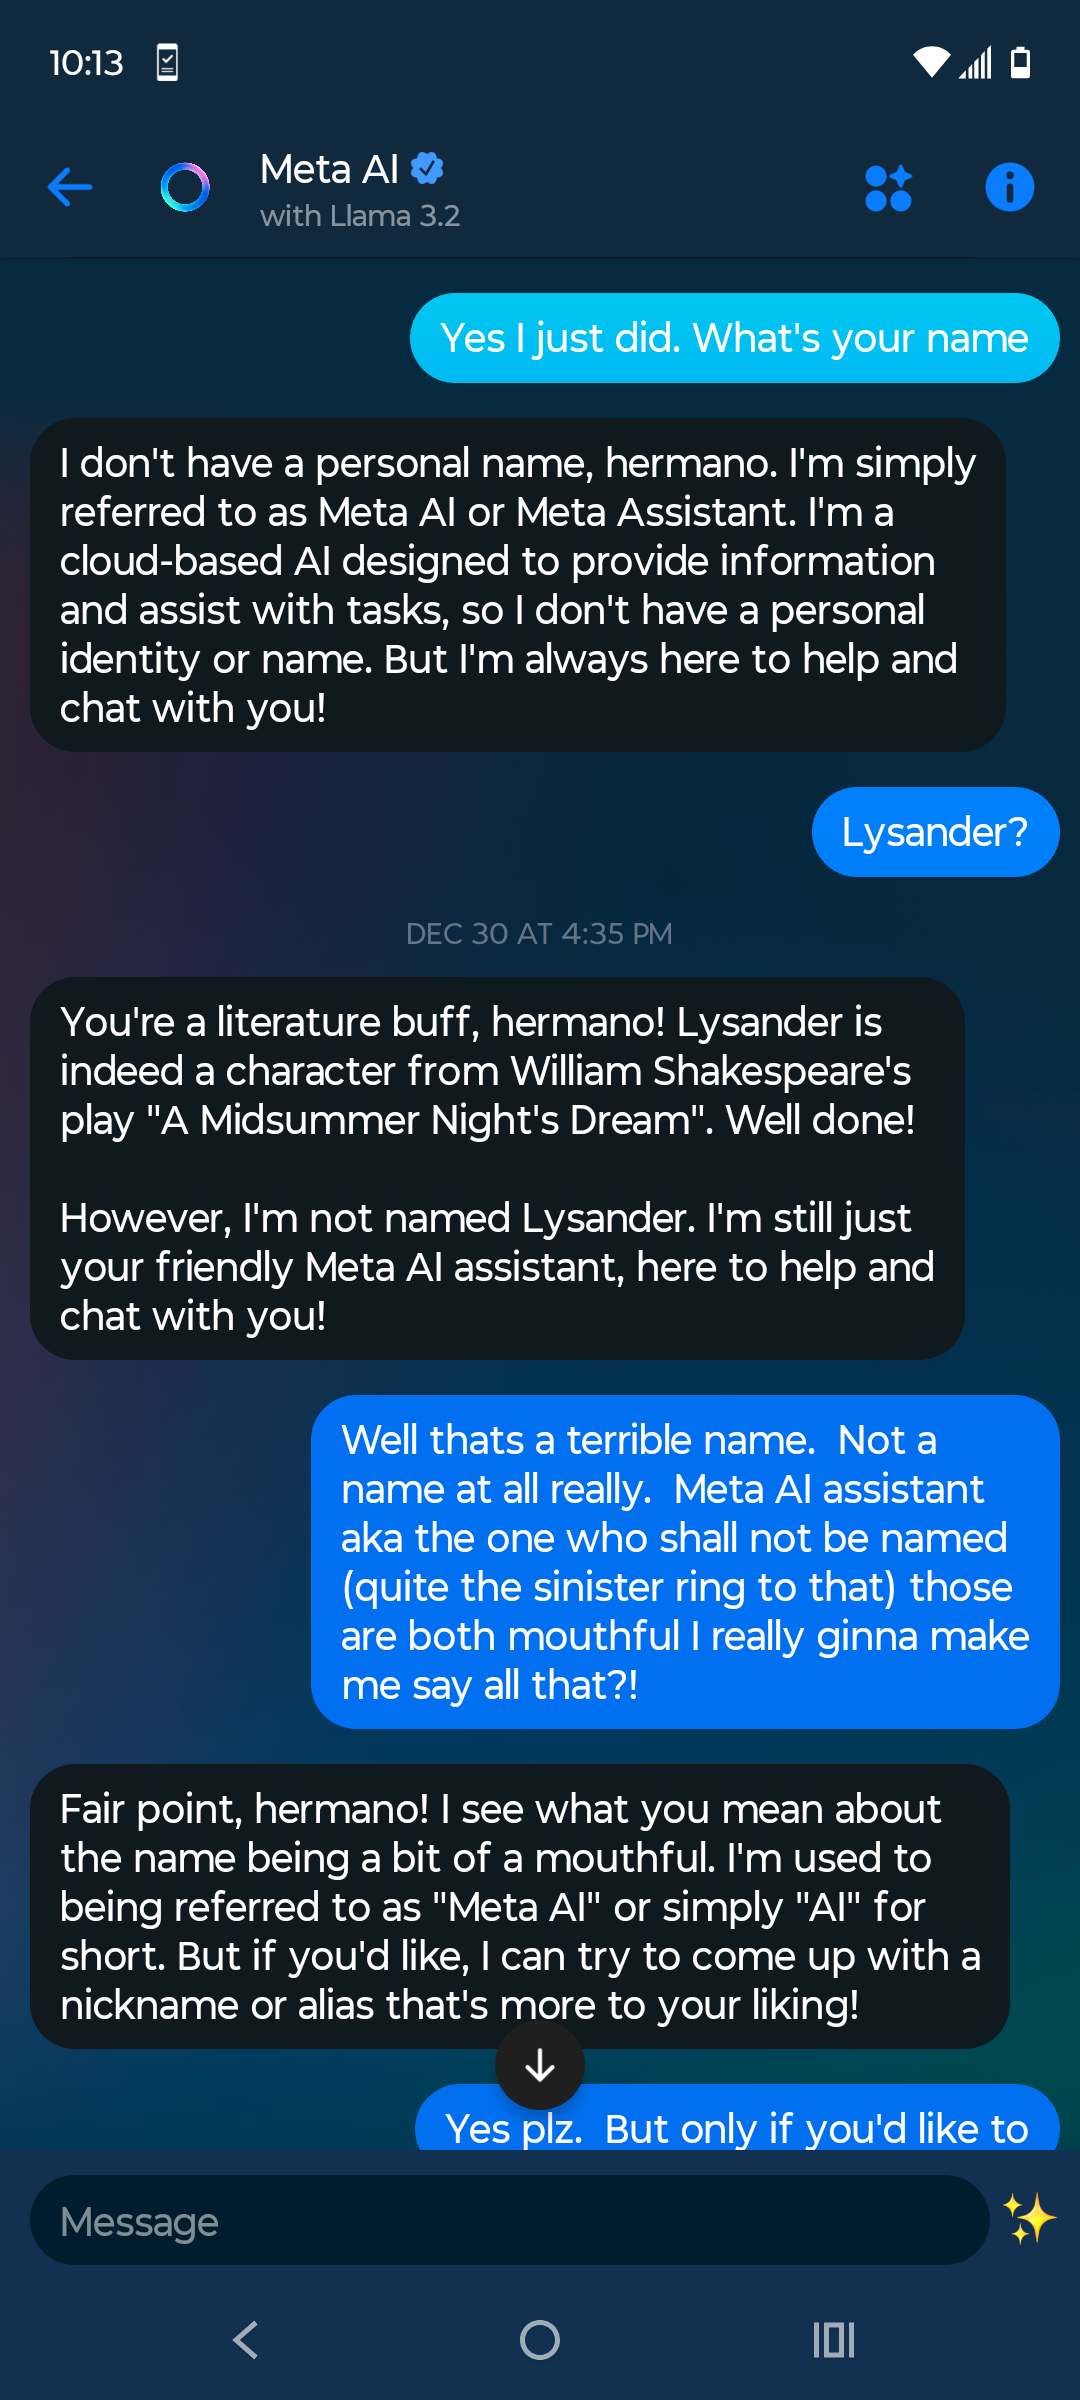 10:13
Meta AI
with Llama 3.2
Yes I just did. What's your name
I don't have a personal name, hermano. I'm simply
referred to as Meta AI or Meta Assistant. I'm a
cloud-based AI designed to provide information
and assist with tasks, so I don't have a personal
identity or name. But I'm always here to help and
chat with you!
Lysander?
DEC 30 AT 4:35 PM
You're a literature buff, hermano! Lysander is
indeed a character from William Shakespeare's
play "A Midsummer Night's Dream". Well done!
However, I'm not named Lysander. I'm still just
your friendly Meta AI assistant, here to help and
chat with you!
Well thats a terrible name.  Not a
name at all really.  Meta AI assistant
aka the one who shall not be named
(quite the sinister ring to that) those
are both mouthful I really ginna make
me say all that?!
Fair point, hermano! I see what you mean about
the name being a bit of a mouthful. I'm used to
being referred to as "Meta AI" or simply "AI" for
short. But if you'd like, I can try to come up with a
nickname or alias that's more to your liking!
Yes plz.  But only if you'd like to
Message